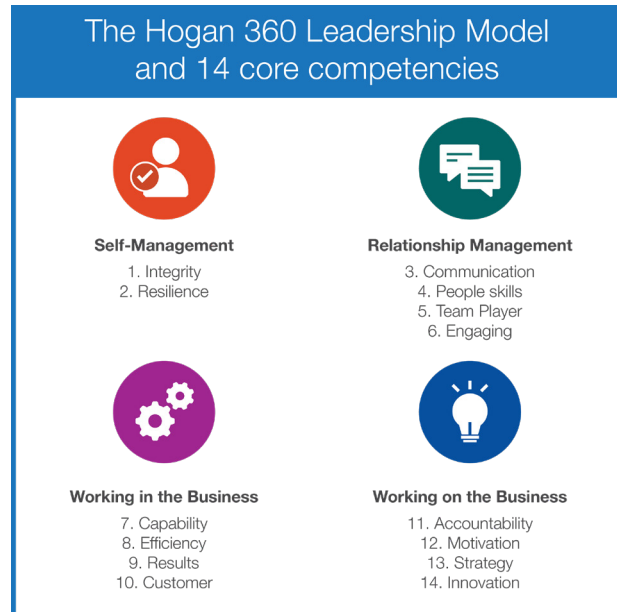 The Hogan 360 Leadership Model
and 14 core competencies
Self-Management
1. Integrity
2. Resilience
Relationship Management
3. Communication
4. People skills
5. Team Player
6. Engaging
Working in the Business
7. Capability
8. Efficiency
9. Results
10. Customer
Working on the Business
11. Accountability
12. Motivation
13. Strategy
14. Innovation